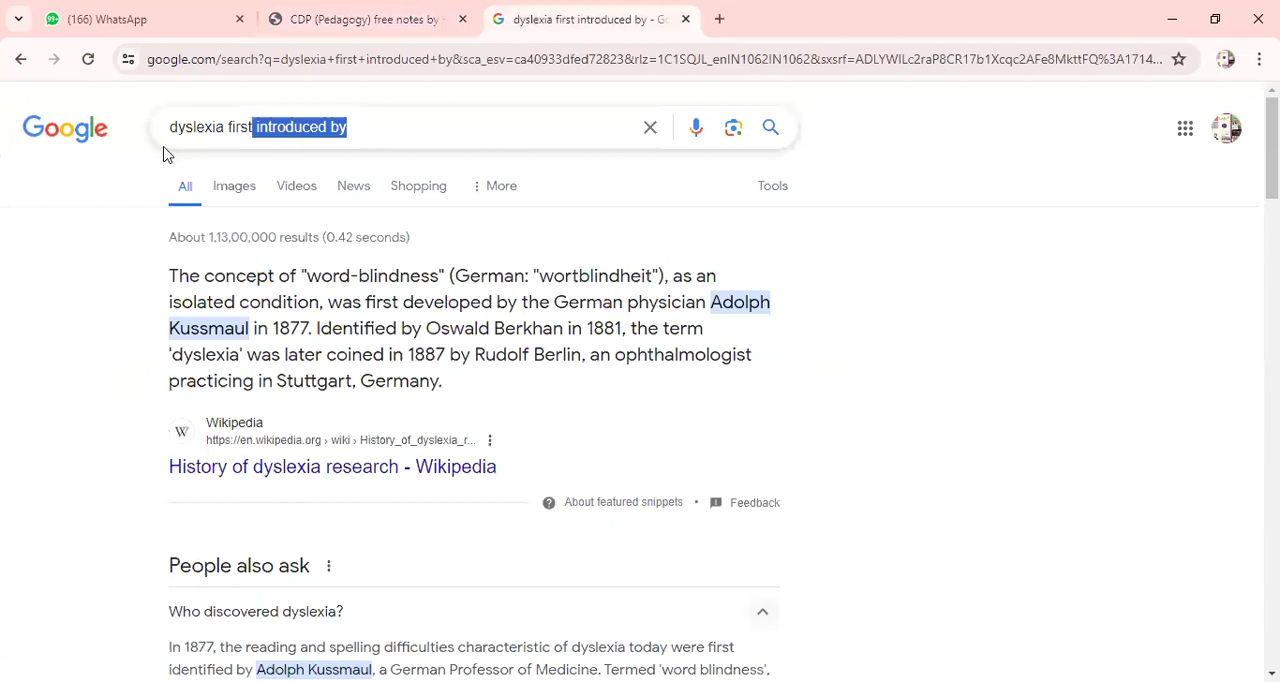 (166) WhatsApp
CDP (Pedagogy) free notes by
dyslexia first introduced by - Go
google.com/search?q=dyslexia+first+introduced+by&sca_esv=ca40933dfed72823&rlz=1C1SQJL_enIN1062IN1062&sxsrf=ADLYWILc2raP8CR17b1Xcqc2AFe8MkttFQ%3A1714...
Google
dyslexia first introduced by
All Images Videos News Shopping More Tools
About 1,13,00,000 results (0.42 seconds)
The concept of "word-blindness" (German: "wortblindheit"), as an
isolated condition, was first developed by the German physician Adolph
Kussmaul in 1877. Identified by Oswald Berkhan in 1881, the term
'dyslexia' was later coined in 1887 by Rudolf Berlin, an ophthalmologist
practicing in Stuttgart, Germany.
W
Wikipedia
https://en.wikipedia.org › wiki › History_of_dyslexia_r...
History of dyslexia research - Wikipedia
About featured snippets • Feedback
People also ask
Who discovered dyslexia?
In 1877, the reading and spelling difficulties characteristic of dyslexia today were first
identified by Adolph Kussmaul, a German Professor of Medicine. Termed 'word blindness',